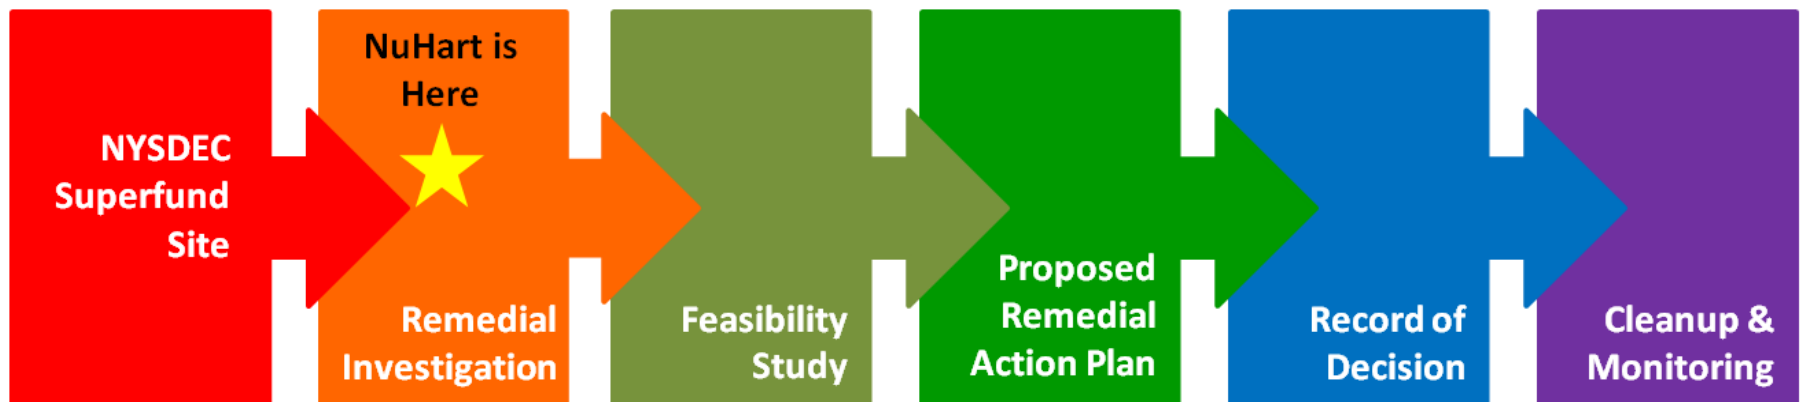 NYSDEC
Superfund
Site
NuHart is
Here
Remedial
Investigation
Feasibility
Study
Proposed
Remedial
Action Plan
Record of
Decision
Cleanup &
Monitoring